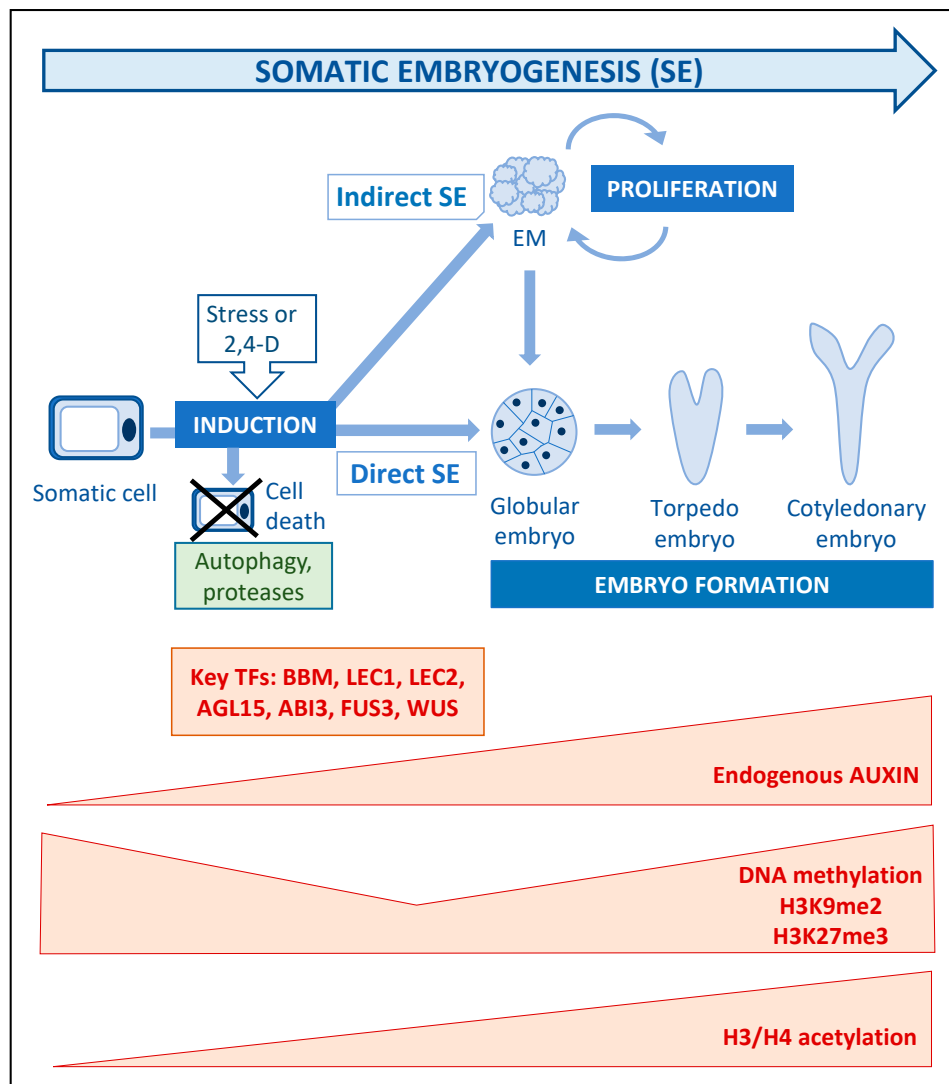 SOMATIC EMBRYOGENESIS (SE)
Indirect SE
PROLIFERATION
EM
Stress or
2,4-D
INDUCTION
Direct SE
Somatic cell
Cell
death
Autophagy,
proteases
Globular
embryo
Torpedo
embryo
Cotyledonary
embryo
EMBRYO FORMATION
Key TFs: BBM, LEC1, LEC2,
AGL15, ABI3, FUS3, WUS
Endogenous AUXIN
DNA methylation
H3K9me2
H3K27me3
H3/H4 acetylation